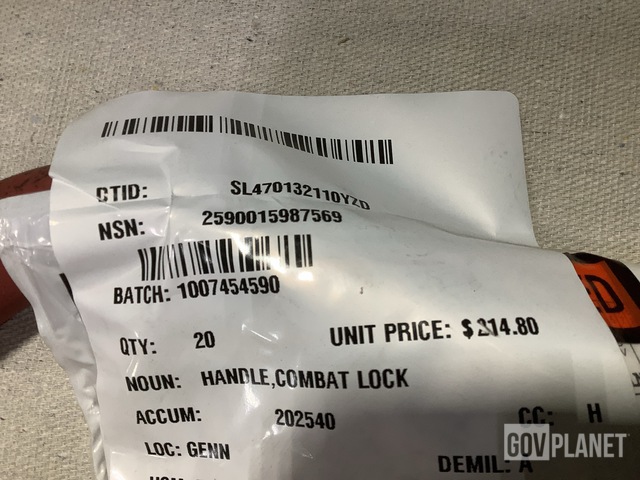 DTID: SL470132110YZD
NSN: 2590015987569
BATCH: 1007454590
QTY: 20 UNIT PRICE: $ 214.80
NOUN: HANDLE,COMBAT LOCK
ACCUM: 202540
CC: H
LOC: GENN
DEMIL: A
GOVPLANET